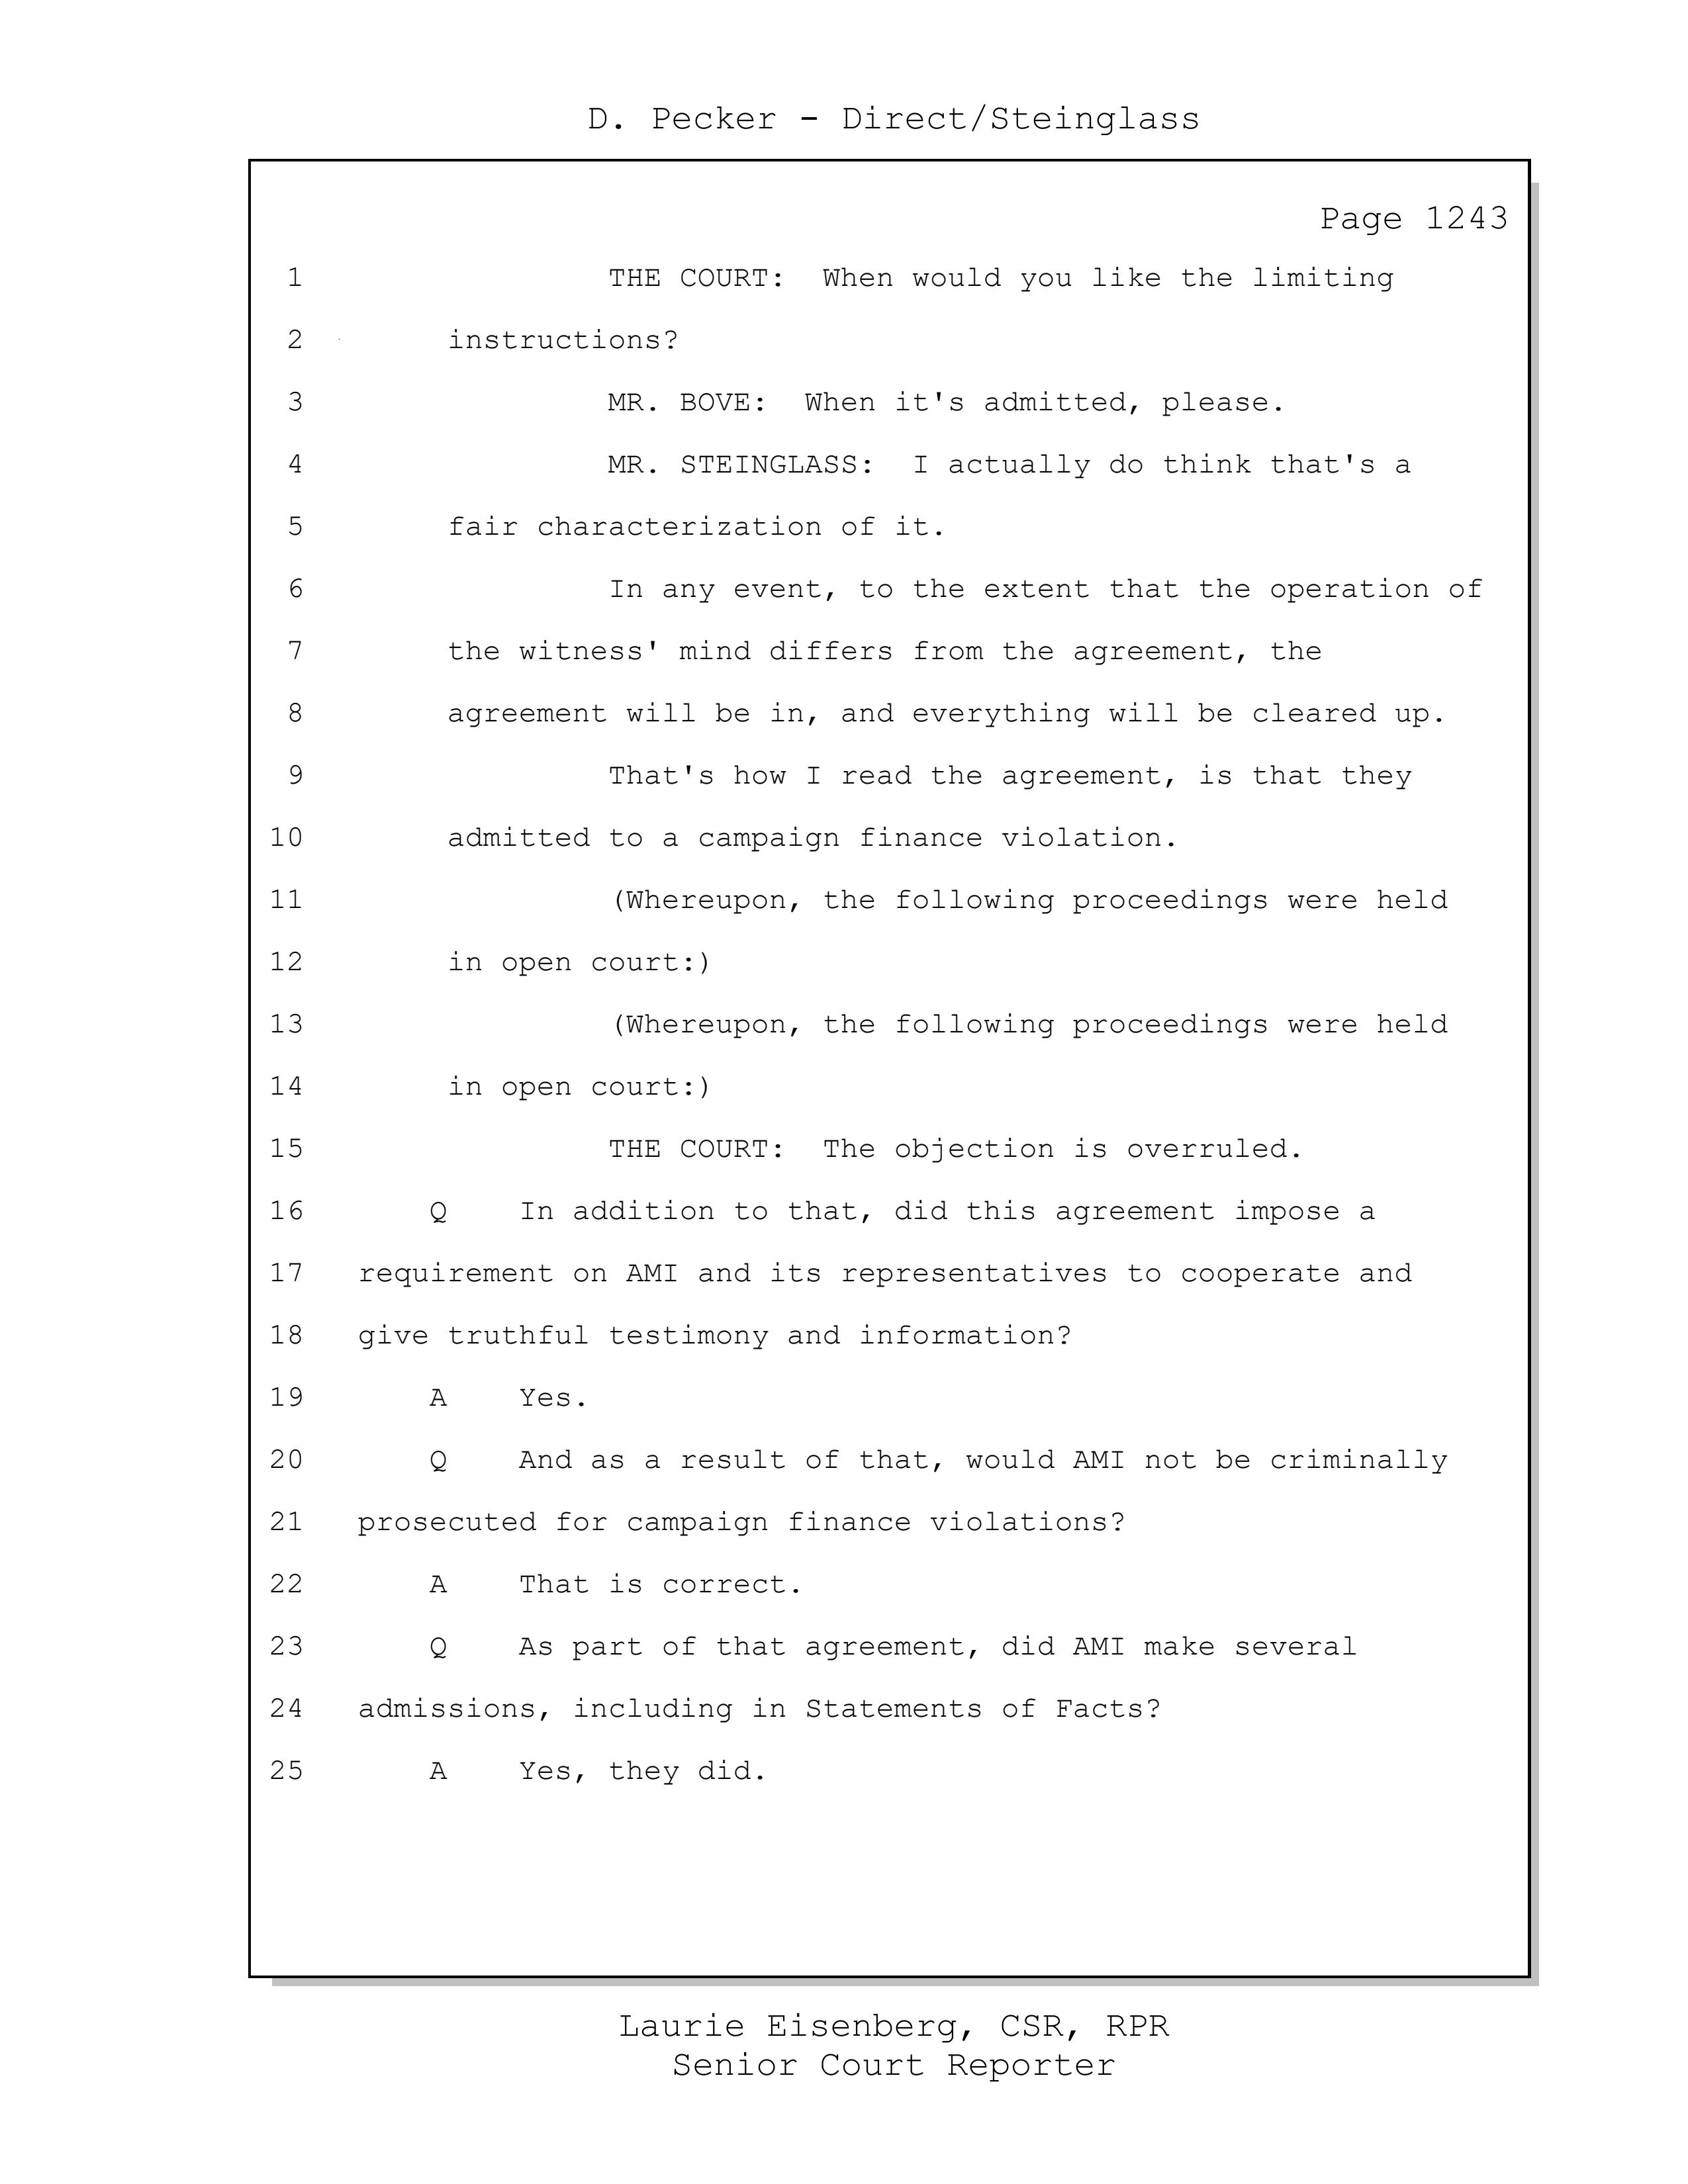 D. Pecker - Direct/Steinglass
Page 1243
1 THE COURT: When would you like the limiting
2 instructions?
3 MR. BOVE: When it's admitted, please.
4 MR. STEINGLASS: I actually do think that's a
5 fair characterization of it.
6 In any event, to the extent that the operation of
7 the witness' mind differs from the agreement, the
8 agreement will be in, and everything will be cleared up.
9 That's how I read the agreement, is that they
10 admitted to a campaign finance violation.
11 (Whereupon, the following proceedings were held
12 in open court:)
13 (Whereupon, the following proceedings were held
14 in open court:)
15 THE COURT: The objection is overruled.
16 Q In addition to that, did this agreement impose a
17 requirement on AMI and its representatives to cooperate and
18 give truthful testimony and information?
19 A Yes.
20 Q And as a result of that, would AMI not be criminally
21 prosecuted for campaign finance violations?
22 A That is correct.
23 Q As part of that agreement, did AMI make several
24 admissions, including in Statements of Facts?
25 A Yes, they did.
Laurie Eisenberg, CSR, RPR
Senior Court Reporter